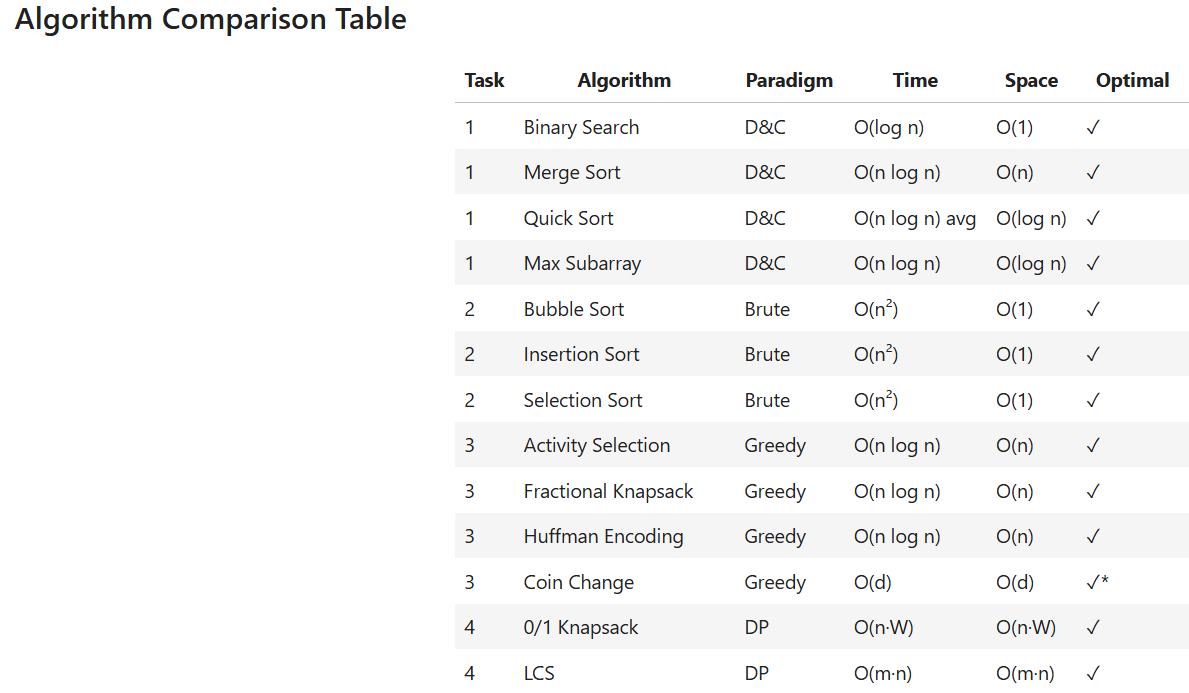 Algorithm Comparison Table
Task Algorithm Paradigm Time Space Optimal
1 Binary Search D&C O(log n) O(1) ✓
1 Merge Sort D&C O(n log n) O(n) ✓
1 Quick Sort D&C O(n log n) avg O(log n) ✓
1 Max Subarray D&C O(n log n) O(log n) ✓
2 Bubble Sort Brute O(n²) O(1) ✓
2 Insertion Sort Brute O(n²) O(1) ✓
2 Selection Sort Brute O(n²) O(1) ✓
3 Activity Selection Greedy O(n log n) O(n) ✓
3 Fractional Knapsack Greedy O(n log n) O(n) ✓
3 Huffman Encoding Greedy O(n log n) O(n) ✓
3 Coin Change Greedy O(d) O(d) ✓*
4 0/1 Knapsack DP O(n·W) O(n·W) ✓
4 LCS DP O(m·n) O(m·n) ✓